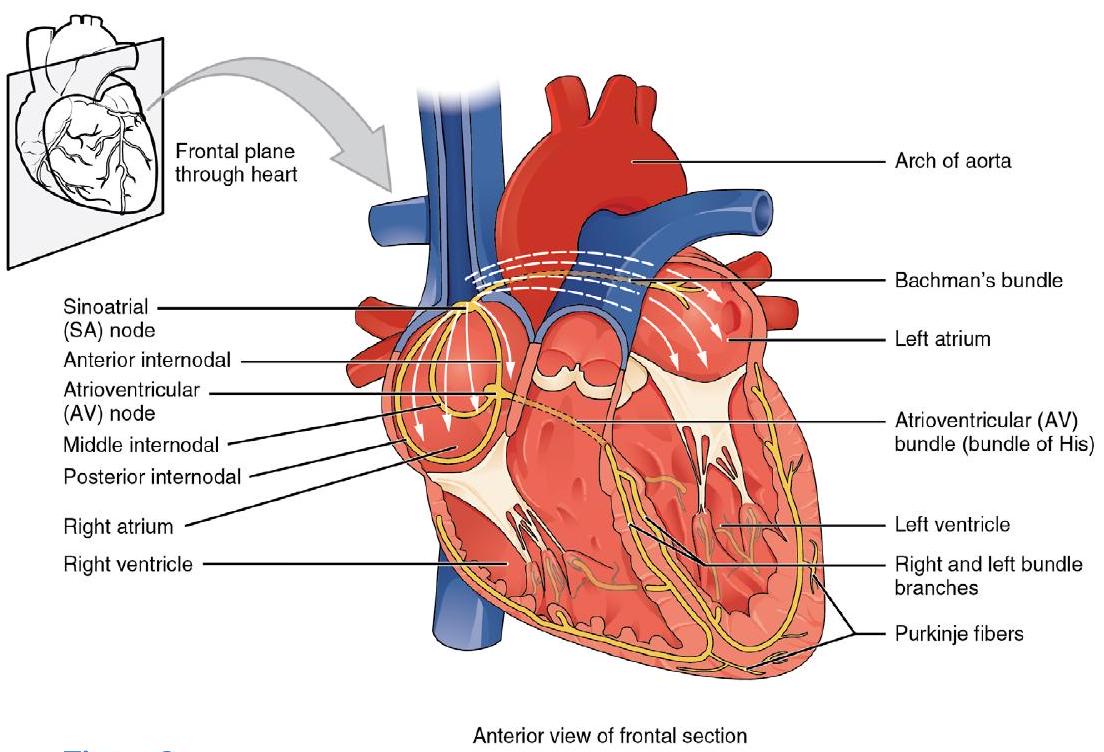 Frontal plane
through heart
Arch of aorta
Bachman's bundle
Sinoatrial
(SA) node
Left atrium
Anterior internodal
Atrioventricular
(AV) node
Atrioventricular (AV)
bundle (bundle of His)
Middle internodal
Posterior internodal
Right atrium
Left ventricle
Right ventricle
Right and left bundle
branches
Purkinje fibers
Anterior view of frontal section